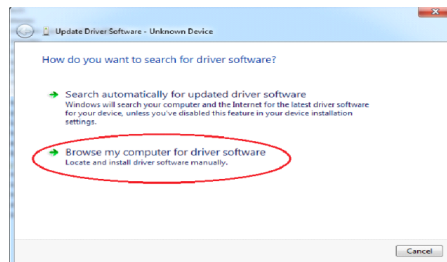 Update Driver Software - Unknown Device
How do you want to search for driver software?
Search automatically for updated driver software
Windows will search your computer and the Internet for the latest driver software
for your device, unless you've disabled this feature in your device installation
settings.
Browse my computer for driver software
Locate and install driver software manually.
Cancel